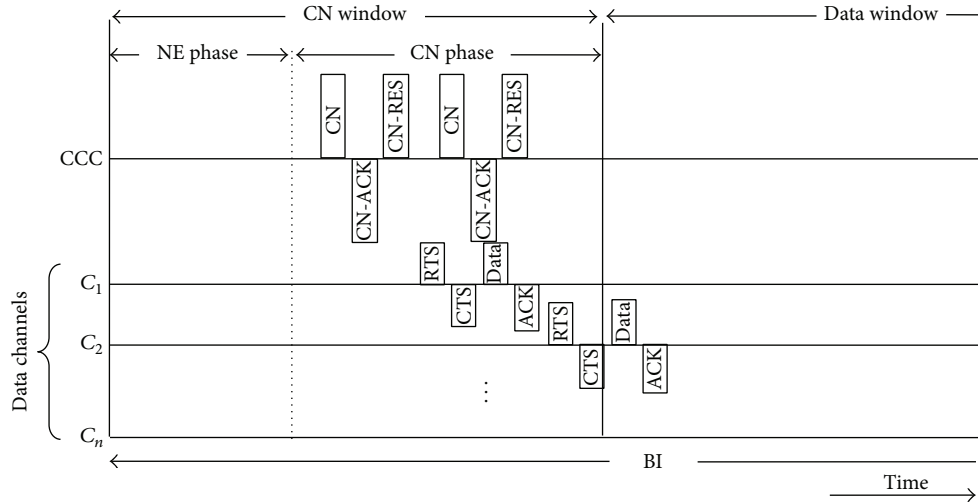 CN window
Data window
NE phase
CN phase
CN
CN-RES
CN
CN-RES
CCC
CN-ACK
CN-ACK
RTS
Data
C1
CTS
ACK
RTS
Data
C2
CTS
ACK
Data channels
⋮
Cn
BI
Time